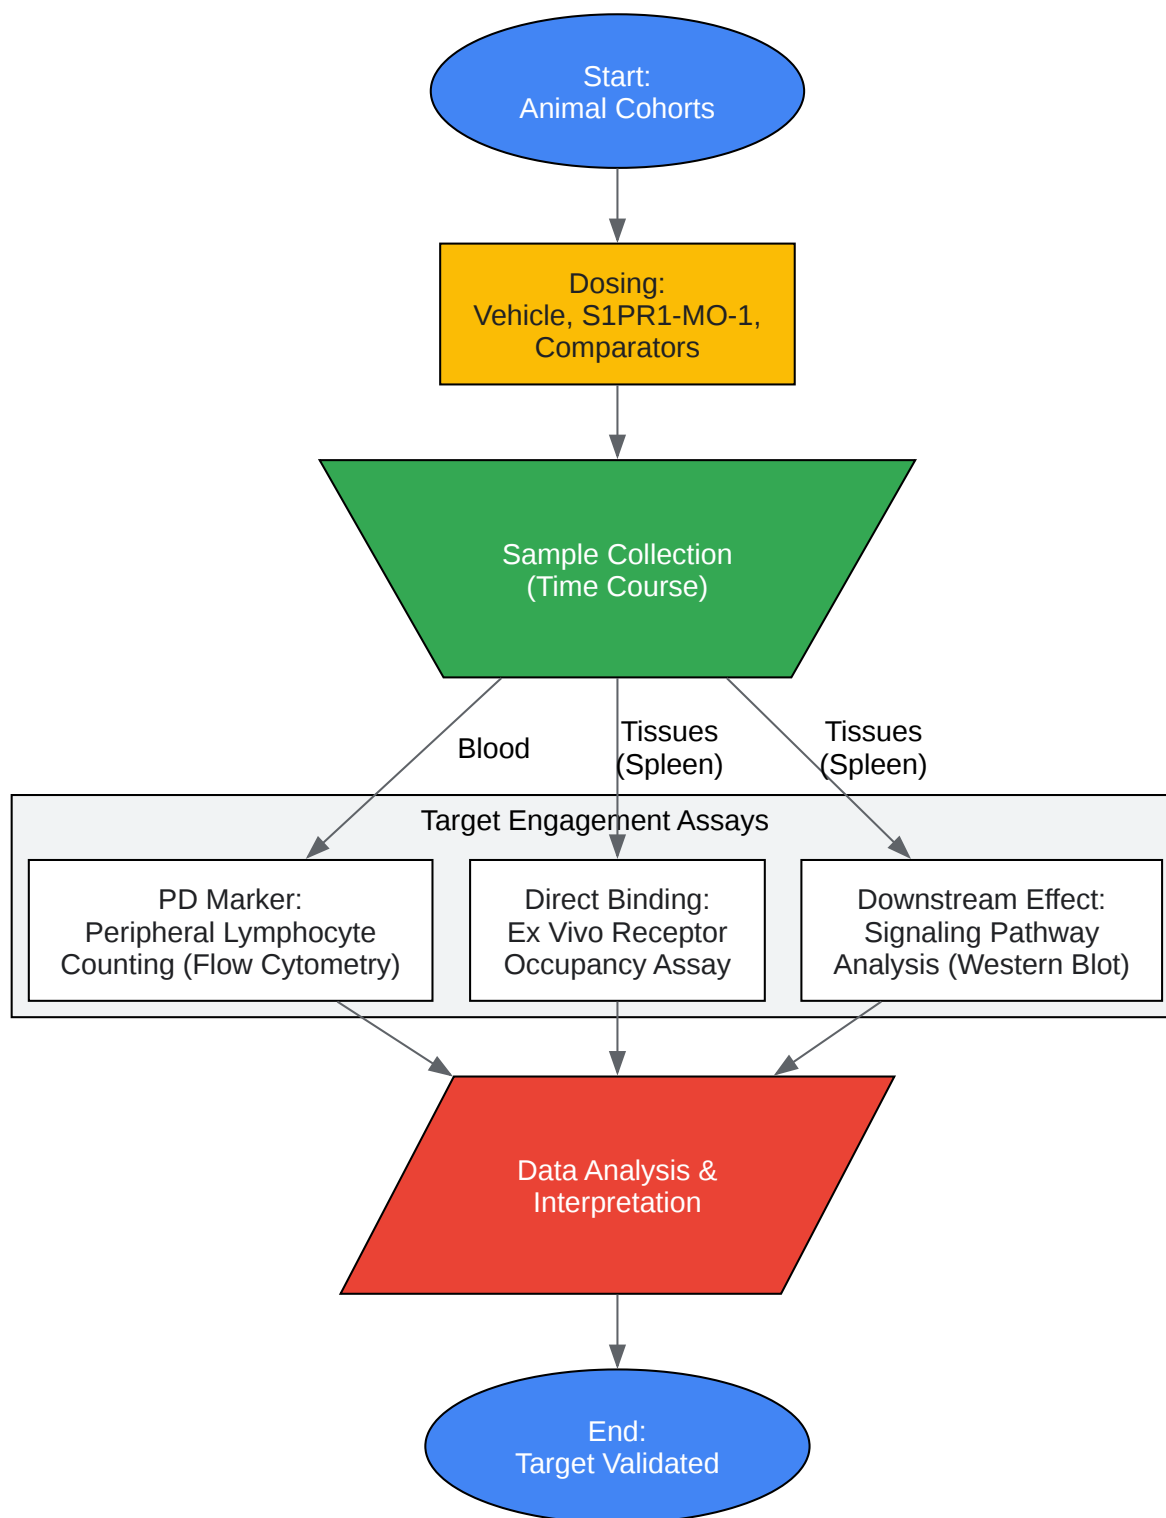 Start:
Animal Cohorts
Dosing:
Vehicle, S1PR1-MO-1,
Comparators
Sample Collection
(Time Course)
Blood
Tissues
(Spleen)
Tissues
(Spleen)
Target Engagement Assays
PD Marker:
Peripheral Lymphocyte
Counting (Flow Cytometry)
Direct Binding:
Ex Vivo Receptor
Occupancy Assay
Downstream Effect:
Signaling Pathway
Analysis (Western Blot)
Data Analysis &
Interpretation
End:
Target Validated